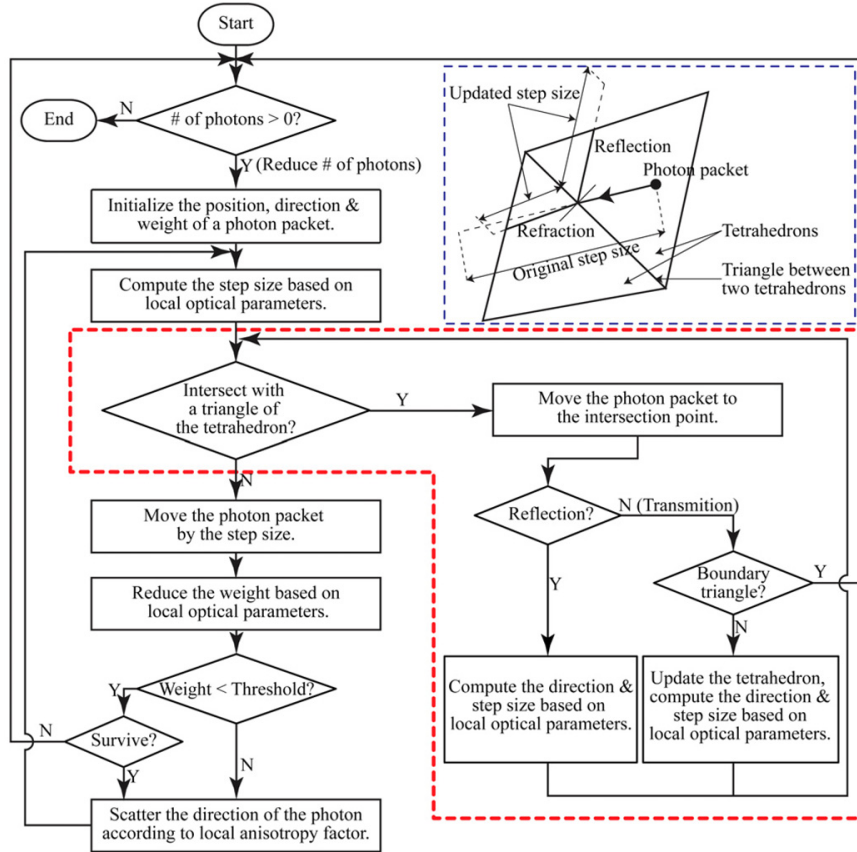 Start
End
N
# of photons > 0?
Y (Reduce # of photons)
Initialize the position, direction &
weight of a photon packet.
Compute the step size based on
local optical parameters.
Updated step size
Reflection
Photon packet
Refraction
Original step size
Tetrahedrons
Triangle between
two tetrahedrons
Intersect with
a triangle of
the tetrahedron?
Y
N
Move the photon packet to
the intersection point.
Reflection?
N (Transmition)
Y
Boundary
triangle?
Y
N
Compute the direction &
step size based on
local optical parameters.
Update the tetrahedron,
compute the direction &
step size based on
local optical parameters.
Move the photon packet
by the step size.
Reduce the weight based on
local optical parameters.
Weight < Threshold?
Y
N
Survive?
N
Y
Scatter the direction of the photon
according to local anisotropy factor.